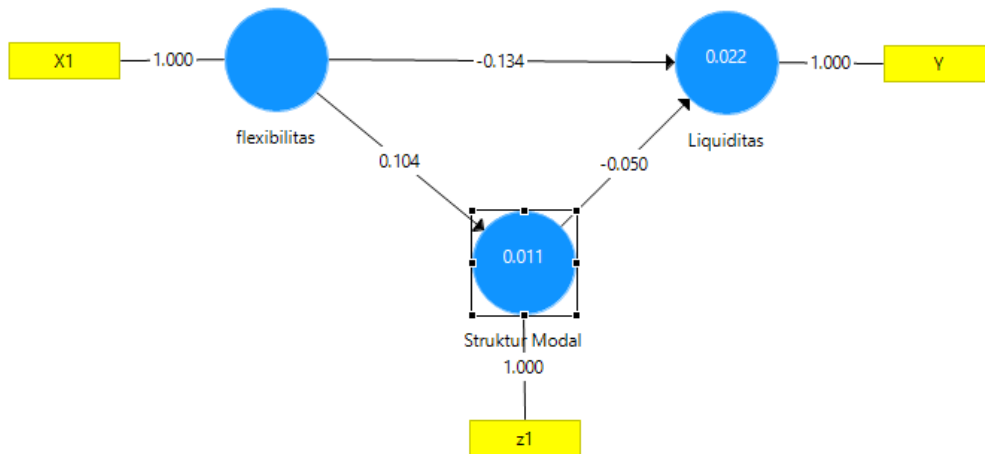 X1
1.000
-0.134
0.022
1.000
Y
flexibilitas
Liquiditas
0.104
-0.050
0.011
Struktur Modal
1.000
z1